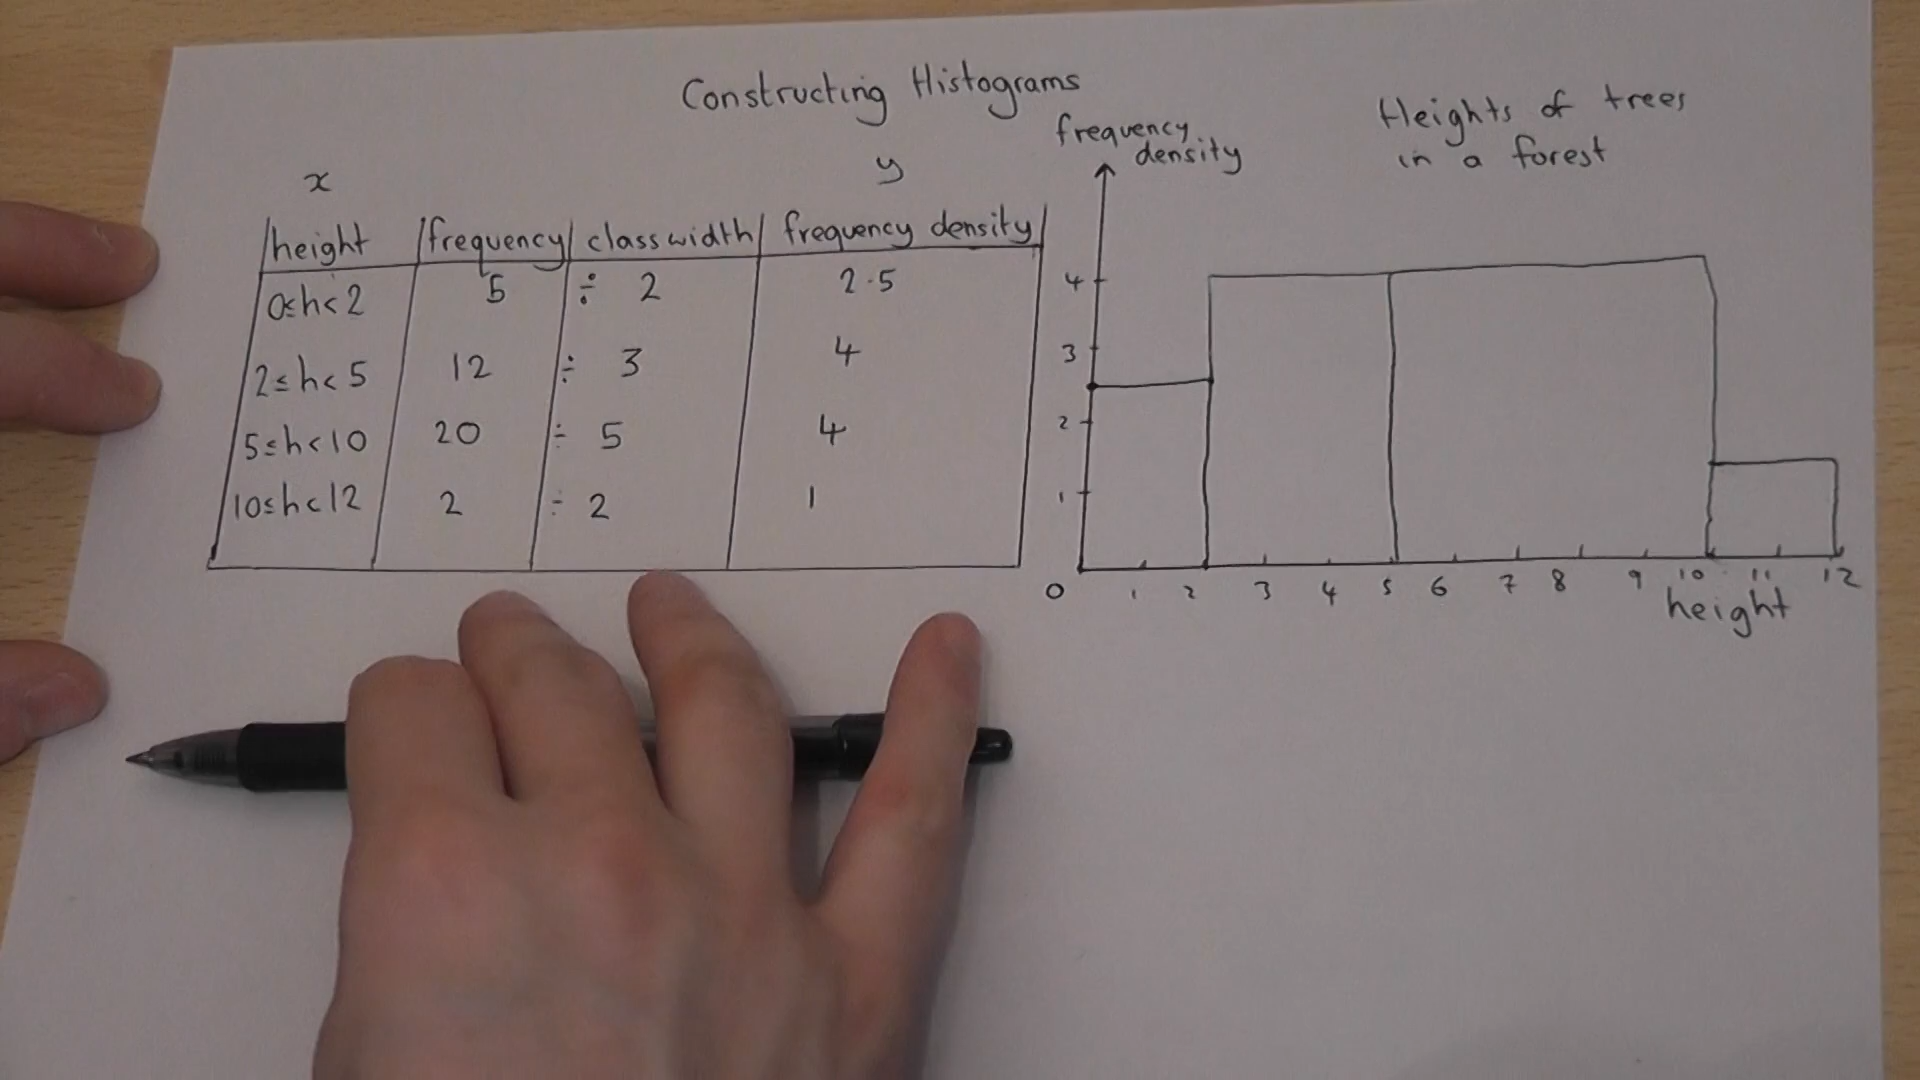 Constructing Histograms
Heights of trees
in a forest
x
y
height frequency class width frequency density
0≤h<2 5 ÷ 2 2.5
2≤h<5 12 ÷ 3 4
5≤h<10 20 ÷ 5 4
10≤h<12 2 ÷ 2 1
frequency
density
4
3
2
1
0 1 2 3 4 5 6 7 8 9 10 11 12
height